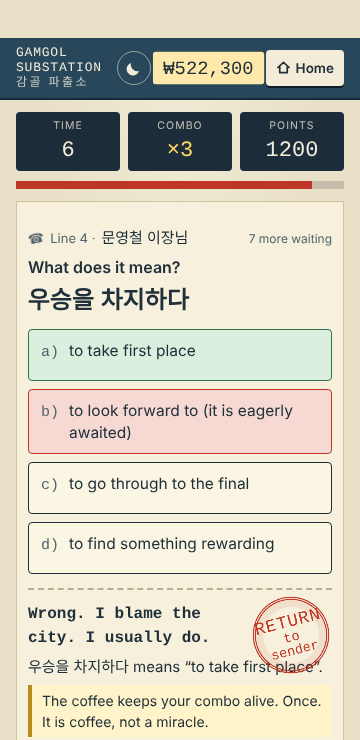 GAMGOL
SUBSTATION
감골 파출소
₩522,300
Home
TIME
6
COMBO
×3
POINTS
1200
☎ Line 4 · 문영철 이장님
7 more waiting
What does it mean?
우승을 차지하다
a) to take first place
b) to look forward to (it is eagerly
awaited)
c) to go through to the final
d) to find something rewarding
Wrong. I blame the
city. I usually do.
RETURN
to
sender
우승을 차지하다 means “to take first place”.
The coffee keeps your combo alive. Once.
It is coffee, not a miracle.